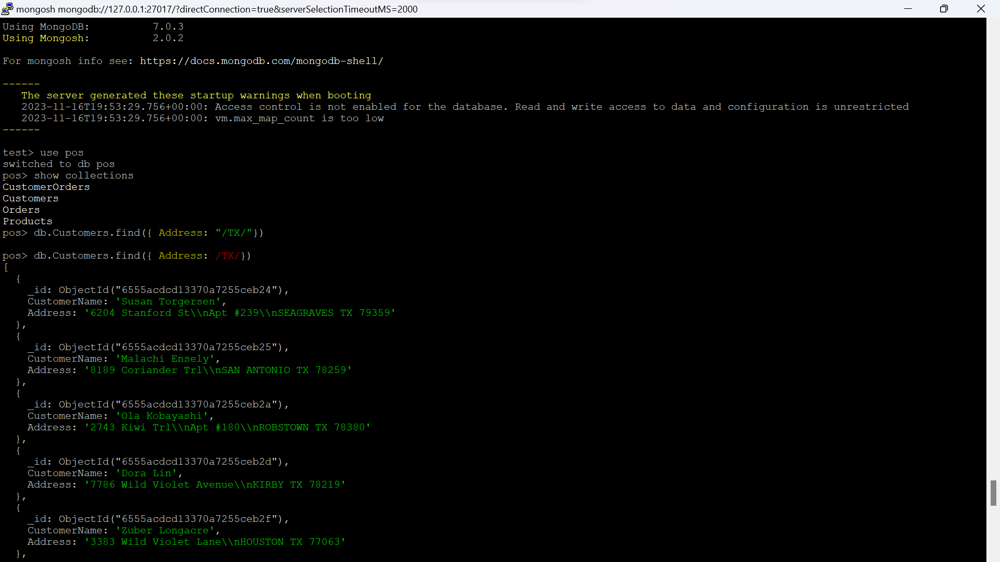 mongosh mongodb://127.0.0.1:27017/?directConnection=true&serverSelectionTimeoutMS=2000
Using MongoDB: 7.0.3
Using Mongosh: 2.0.2
For mongosh info see: https://docs.mongodb.com/mongodb-shell/
------
The server generated these startup warnings when booting
2023-11-16T19:53:29.756+00:00: Access control is not enabled for the database. Read and write access to data and configuration is unrestricted
2023-11-16T19:53:29.756+00:00: vm.max_map_count is too low
------
test> use pos
switched to db pos
pos> show collections
CustomerOrders
Customers
Orders
Products
pos> db.Customers.find({ Address: "/TX/"})
pos> db.Customers.find({ Address: /TX/})
[
{
_id: ObjectId("6555acdcd13370a7255ceb24"),
CustomerName: 'Susan Torgersen',
Address: '6204 Stanford St\\nApt #239\\nSEAGRAVES TX 79359'
},
{
_id: ObjectId("6555acdcd13370a7255ceb25"),
CustomerName: 'Malachi Ensely',
Address: '8189 Coriander Trl\\nSAN ANTONIO TX 78259'
},
{
_id: ObjectId("6555acdcd13370a7255ceb2a"),
CustomerName: 'Ola Kobayashi',
Address: '2743 Kiwi Trl\\nApt #180\\nROBSTOWN TX 78380'
},
{
_id: ObjectId("6555acdcd13370a7255ceb2d"),
CustomerName: 'Dora Lin',
Address: '7786 Wild Violet Avenue\\nKIRBY TX 78219'
},
{
_id: ObjectId("6555acdcd13370a7255ceb2f"),
CustomerName: 'Zuber Longacre',
Address: '3383 Wild Violet Lane\\nHOUSTON TX 77063'
},